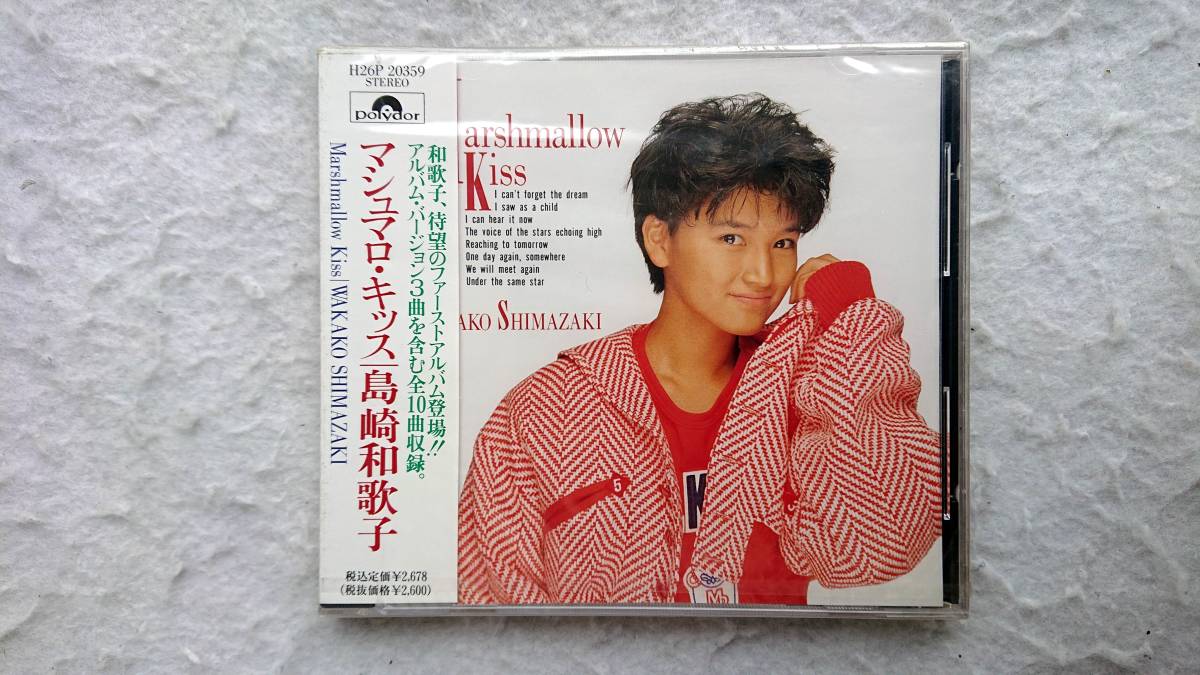 H26P 20359
STEREO
polydor
和歌子、待望のファーストアルバム登場!!
アルバム・バージョン3曲を含む全10曲収録。
マシュマロ・キッス|島崎和歌子
Marshmallow Kiss|WAKAKO SHIMAZAKI
税込定価¥2,678
(税抜価格¥2,600)
arshmallow
Kiss
I can't forget the dream
I saw as a child
I can hear it now
The voice of the stars echoing high
Reaching to tomorrow
One day again, somewhere
We will meet again
Under the same star
AKO SHIMAZAKI
5
K